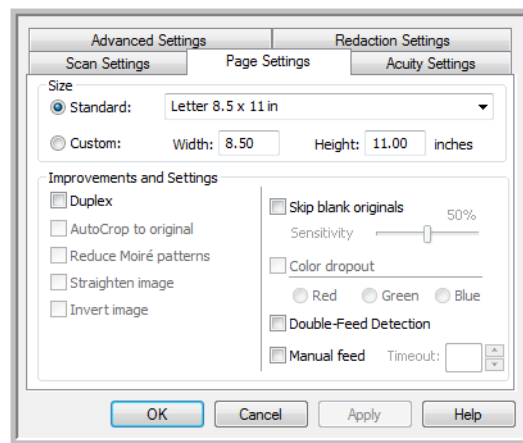 Advanced Settings Redaction Settings
Scan Settings Page Settings Acuity Settings
Size
Standard: Letter 8.5 x 11 in
Custom: Width: 8.50 Height: 11.00 inches
Improvements and Settings
Duplex
AutoCrop to original
Reduce Moiré patterns
Straighten image
Invert image
Skip blank originals 50%
Sensitivity
Color dropout
Red Green Blue
Double-Feed Detection
Manual feed Timeout:
OK Cancel Apply Help